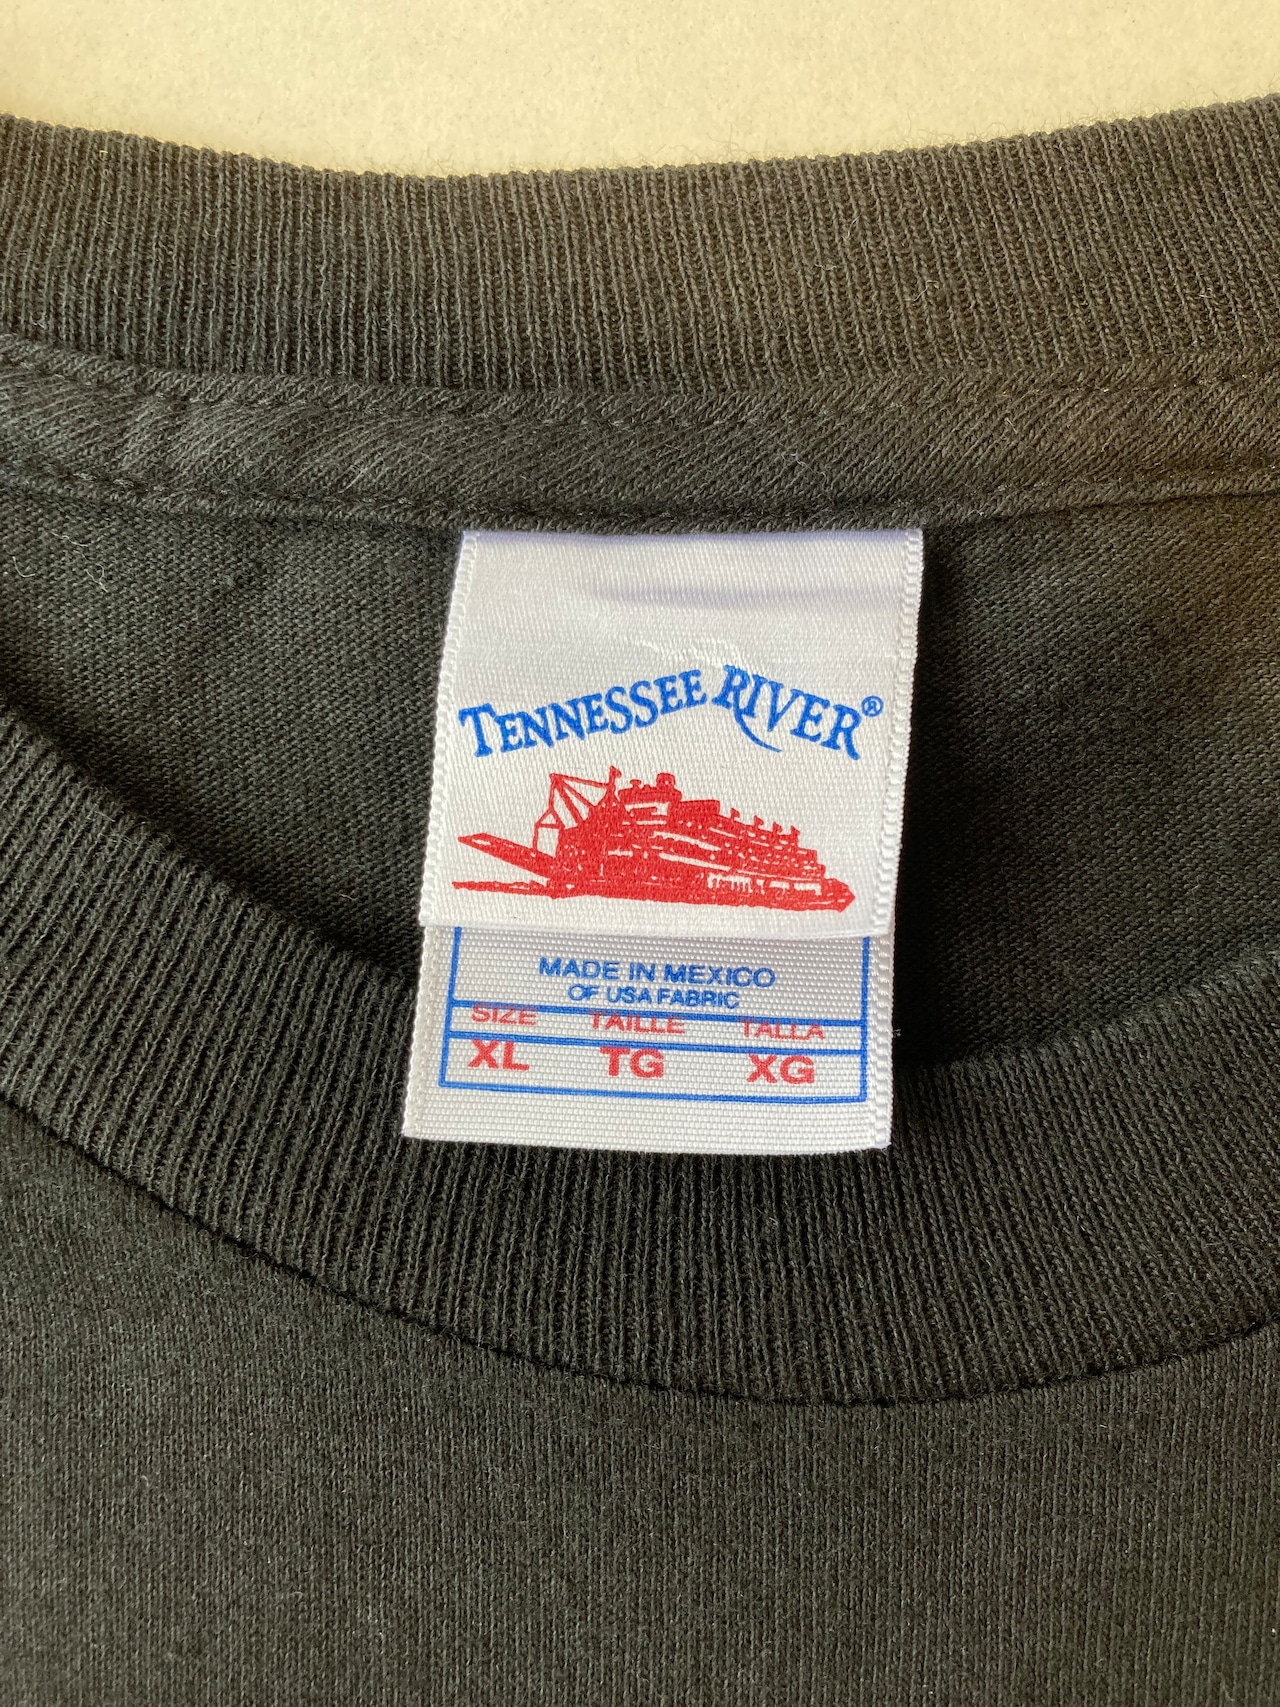 TENNESSEE RIVER®
MADE IN MEXICO
OF USA FABRIC
SIZE TAILLE TALLA
XL TG XG